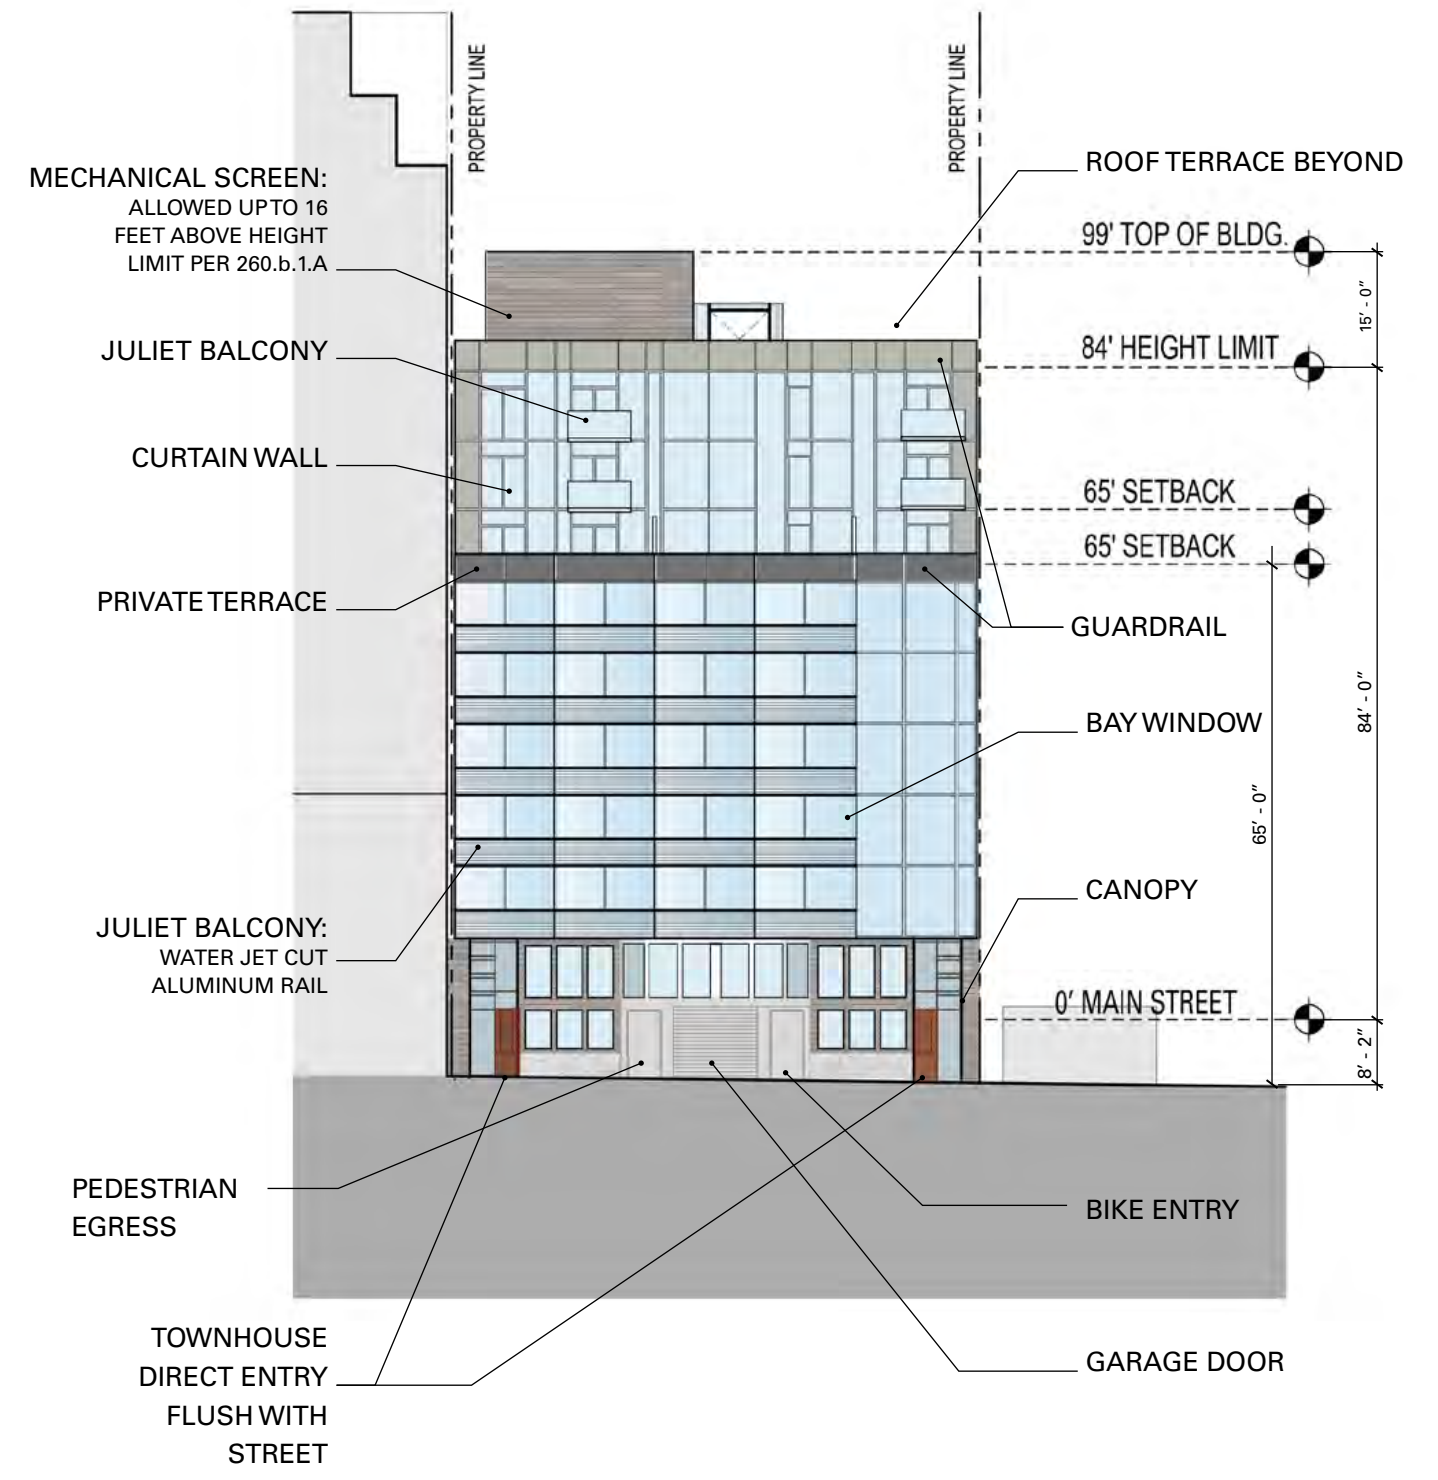 PROPERTY LINE
PROPERTY LINE
MECHANICAL SCREEN:
ALLOWED UP TO 16
FEET ABOVE HEIGHT
LIMIT PER 260.b.1.A
JULIET BALCONY
CURTAIN WALL
PRIVATE TERRACE
JULIET BALCONY:
WATER JET CUT
ALUMINUM RAIL
PEDESTRIAN
EGRESS
TOWNHOUSE
DIRECT ENTRY
FLUSH WITH
STREET
ROOF TERRACE BEYOND
99' TOP OF BLDG.
15' - 0"
84' HEIGHT LIMIT
65' SETBACK
65' SETBACK
GUARDRAIL
84' - 0"
BAY WINDOW
65' - 0"
CANOPY
0' MAIN STREET
8' - 2"
BIKE ENTRY
GARAGE DOOR